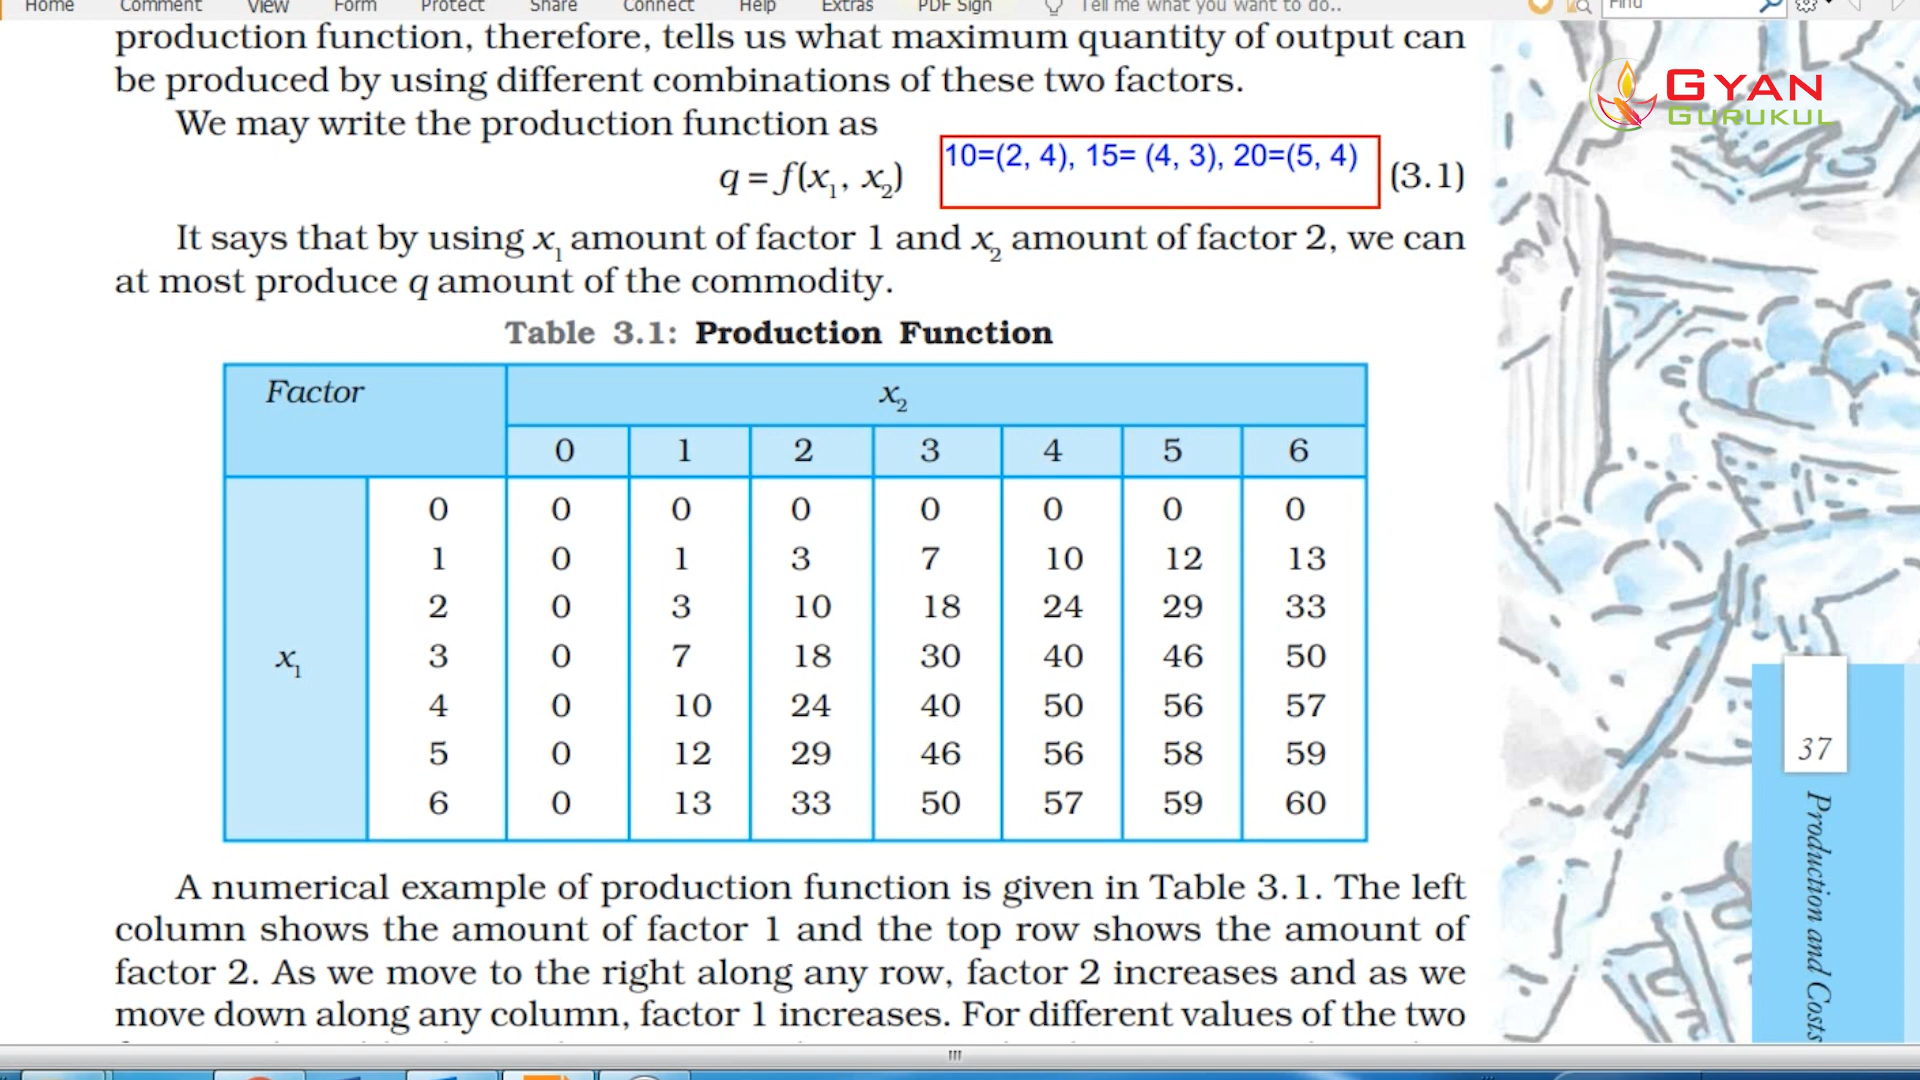 Home Comment View Form Protect Share Connect Help Extras PDF Sign Tell me what you want to do.. Find
production function, therefore, tells us what maximum quantity of output can
be produced by using different combinations of these two factors.
GYAN
GURUKUL
We may write the production function as
q = f(x₁, x₂) 10=(2, 4), 15= (4, 3), 20=(5, 4) (3.1)
It says that by using x₁ amount of factor 1 and x₂ amount of factor 2, we can
at most produce q amount of the commodity.
Table 3.1: Production Function
Factor x₂
0 1 2 3 4 5 6
0 0 0 0 0 0 0 0
1 0 1 3 7 10 12 13
2 0 3 10 18 24 29 33
x₁ 3 0 7 18 30 40 46 50
4 0 10 24 40 50 56 57
5 0 12 29 46 56 58 59
6 0 13 33 50 57 59 60
37
Production and Costs
A numerical example of production function is given in Table 3.1. The left
column shows the amount of factor 1 and the top row shows the amount of
factor 2. As we move to the right along any row, factor 2 increases and as we
move down along any column, factor 1 increases. For different values of the two